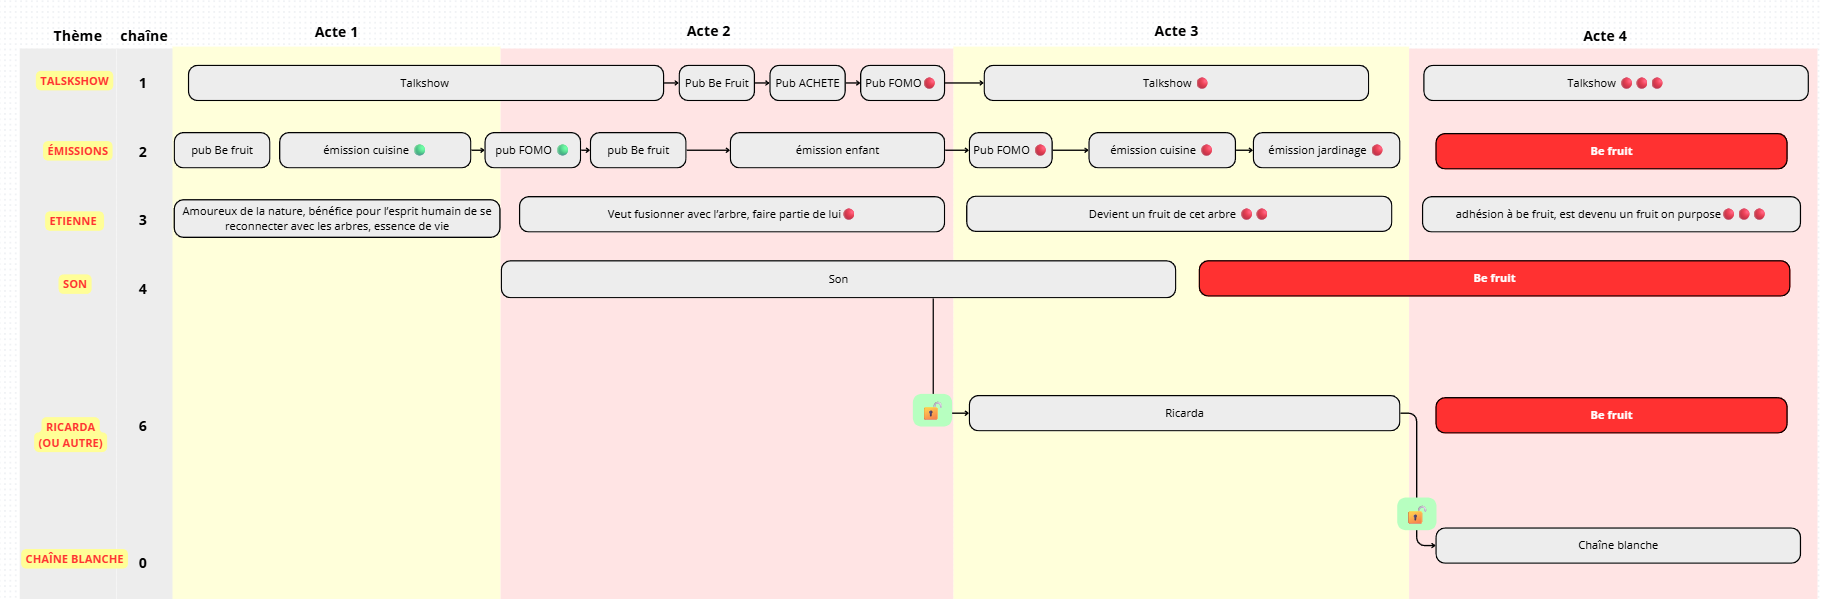 Thème
chaîne
Acte 1
Acte 2
Acte 3
Acte 4
TALSKSHOW
1
Talkshow
Pub Be Fruit
Pub ACHETE
Pub FOMO
Talkshow
Talkshow
ÉMISSIONS
2
pub Be fruit
émission cuisine
pub FOMO
pub Be fruit
émission enfant
Pub FOMO
émission cuisine
émission jardinage
Be fruit
ETIENNE
3
Amoureux de la nature, bénéfice pour l'esprit humain de se
reconnecter avec les arbres, essence de vie
Veut fusionner avec l'arbre, faire partie de lui
Devient un fruit de cet arbre
adhésion à be fruit, est devenu un fruit on purpose
SON
4
Son
Be fruit
RICARDA
(OU AUTRE)
6
Ricarda
Be fruit
CHAÎNE BLANCHE
0
Chaîne blanche